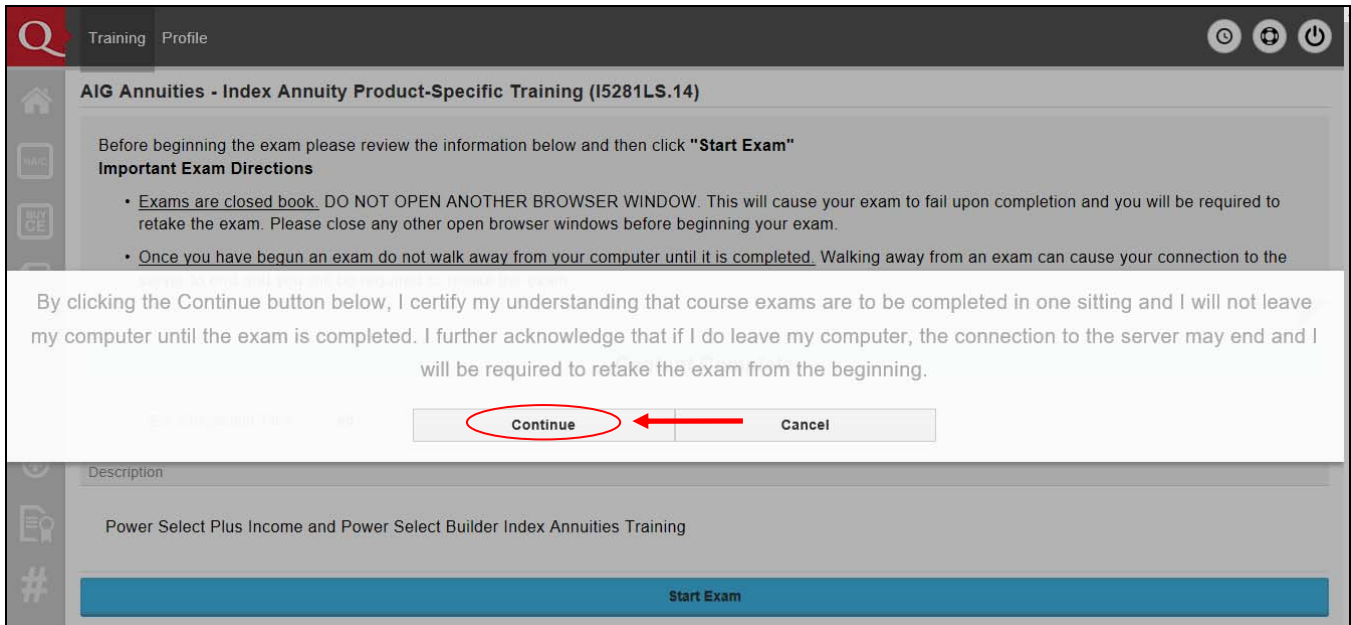 Q
Training Profile
AIG Annuities - Index Annuity Product-Specific Training (I5281LS.14)
Before beginning the exam please review the information below and then click "Start Exam"
Important Exam Directions
• Exams are closed book. DO NOT OPEN ANOTHER BROWSER WINDOW. This will cause your exam to fail upon completion and you will be required to
retake the exam. Please close any other open browser windows before beginning your exam.
• Once you have begun an exam do not walk away from your computer until it is completed. Walking away from an exam can cause your connection to the
By clicking the Continue button below, I certify my understanding that course exams are to be completed in one sitting and I will not leave
my computer until the exam is completed. I further acknowledge that if I do leave my computer, the connection to the server may end and I
will be required to retake the exam from the beginning.
Continue Cancel
Description
Power Select Plus Income and Power Select Builder Index Annuities Training
Start Exam
NAIC
BUY
CE
#